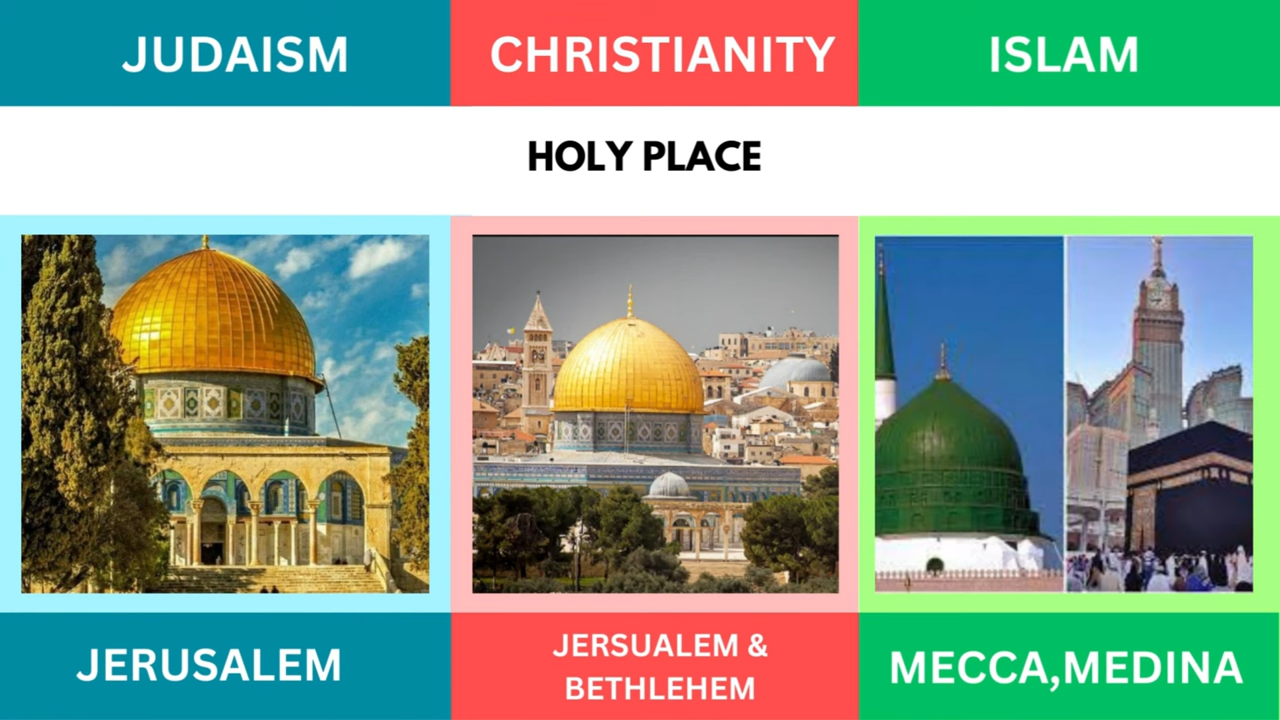 JUDAISM
CHRISTIANITY
ISLAM
HOLY PLACE
JERUSALEM
JERSUALEM &
BETHLEHEM
MECCA,MEDINA